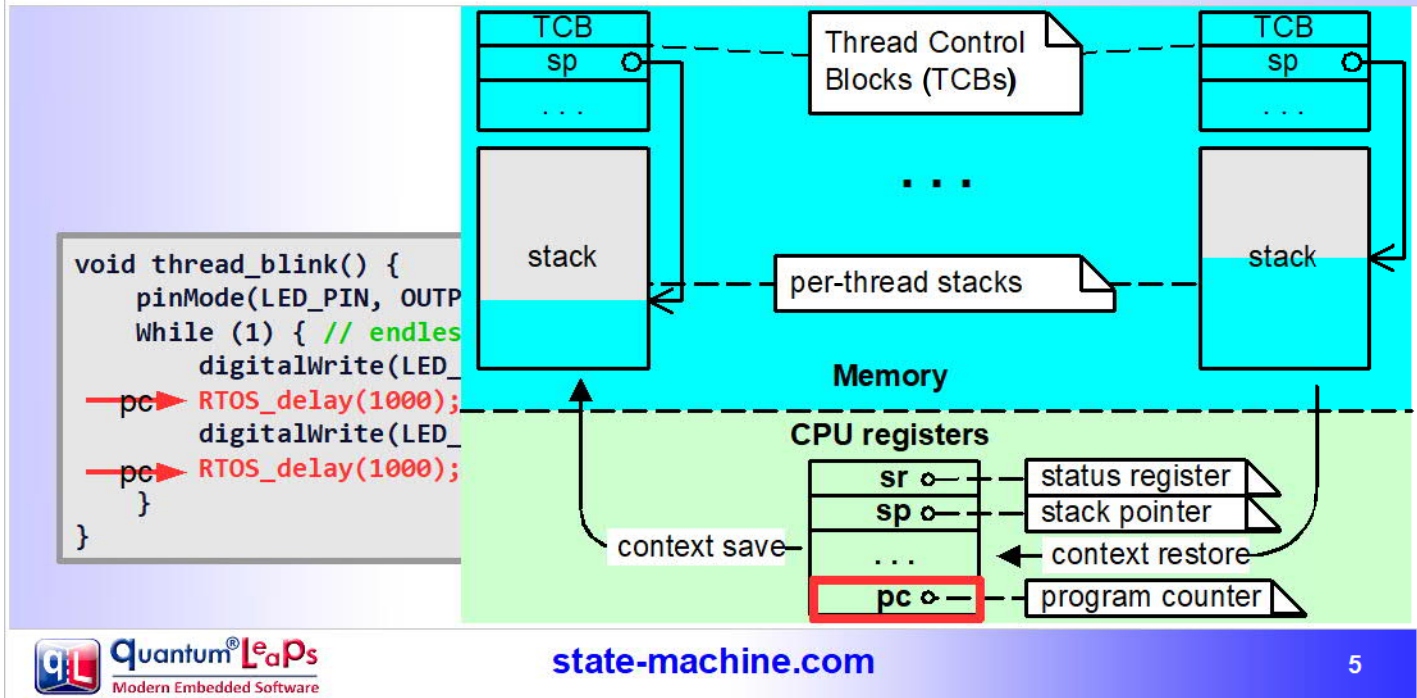 void thread_blink() {
pinMode(LED_PIN, OUTP
While (1) { // endles
digitalWrite(LED_
pc RTOS_delay(1000);
digitalWrite(LED_
pc RTOS_delay(1000);
}
}
TCB
sp
. . .
stack
Thread Control
Blocks (TCBs)
. . .
per-thread stacks
TCB
sp
. . .
stack
Memory
CPU registers
sr
status register
sp
stack pointer
. . .
pc
program counter
context save
context restore
qL
Quantum®LeaPs
Modern Embedded Software
state-machine.com
5